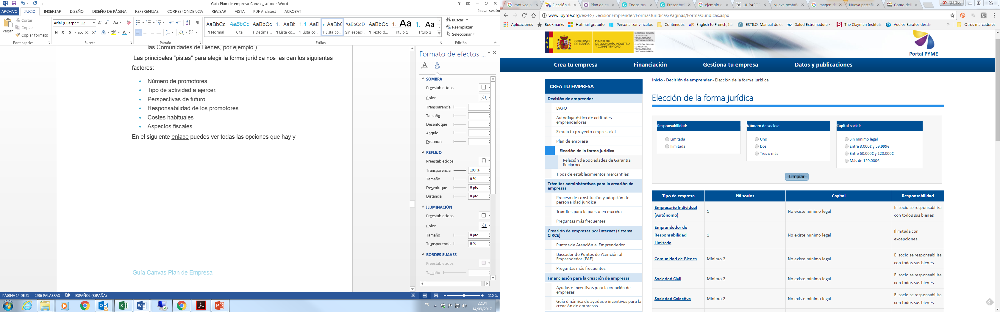 Guía Plan de empresa Canvas_ .docx - Word
Iniciar sesión
ARCHIVO INICIO INSERTAR DISEÑO DISEÑO DE PÁGINA REFERENCIAS CORRESPONDENCIA REVISAR VISTA PDF Architect ACROBAT
Pegar
Cortar
Copiar
Copiar formato
Portapapeles
Arial (Cuerpo 12
N K S abc x₂ x²
Fuente
Párrafo
AaBbCc AaBbCc AaBbCc 1. AaBb 1.1 AaB AaBb( AaBbCcD AaBbCc 1. Aa 1. Aa
¶ Normal Cita ¶ Decimal... ¶ Lista co... ¶ Lista co... ¶ Lista co... Sin espaci... ¶ Texto d... Título 1 Título 2
Estilos
Buscar
Reemplazar
Seleccionar
Edición
las Comunidades de Bienes, por ejemplo.)
Las principales “pistas” para elegir la forma jurídica nos las dan los siguientes
factores:
• Número de promotores.
• Tipo de actividad a ejercer.
• Perspectivas de futuro.
• Responsabilidad de los promotores.
• Costes habituales
• Aspectos fiscales.
En el siguiente enlace puedes ver todas las opciones que hay y
Guía Canvas Plan de Empresa
Formato de efectos ...
SOMBRA
Preestablecidos
Color
Transparencia
Tamaño
Desenfoque
Ángulo
Distancia
REFLEJO
Preestablecidos
Transparencia 100 %
Tamaño 0 %
Desenfoque 0 pto
Distancia 0 pto
ILUMINACIÓN
Preestablecidos
Color
Tamaño 0 pto
Transparencia 0 %
BORDES SUAVES
Preestablecidos
Tamaño
PÁGINA 14 DE 21 2296 PALABRAS ESPAÑOL (ESPAÑA) 110 %
ES
22:34
14/09/2017
motivos p Elección d Plan de en Todos tus Presentaci ejemplo d 10-PASOS Nueva pestañ imagen de Nueva pestañ Como def Cristina
www.ipyme.org/es-ES/DecisionEmprender/FormasJuridicas/Paginas/FormasJuridicas.aspx
Aplicaciones Bookmarks Hotmail gratuito Personalizar vínculos Contenidos English to French, Ital ESTILO, Manual de es Salud Extremadura - The Clayman Institute Vuelos Baratos desde » Otros marcadores
GOBIERNO
DE ESPAÑA
MINISTERIO
DE ECONOMÍA, INDUSTRIA
Y COMPETITIVIDAD
SECRETARÍA GENERAL
DE INDUSTRIA
Y DE LA PEQUEÑA
Y MEDIANA EMPRESA
DIRECCIÓN GENERAL
DE INDUSTRIA
Y DE LA PEQUEÑA
Y MEDIANA EMPRESA
Portal PYME
Crea tu empresa Financiación Gestiona tu empresa Datos y publicaciones
CREA TU EMPRESA
Decisión de emprender
DAFO
Autodiagnóstico de actitudes
emprendedoras
Simula tu proyecto empresarial
Plan de empresa
Elección de la forma jurídica
Relación de Sociedades de Garantía
Recíproca
Tipos de establecimientos mercantiles
Trámites administrativos para la creación de
empresas
Proceso de constitución y adopción de
personalidad jurídica
Trámites para la puesta en marcha
Preguntas más frecuentes
Creación de empresas por Internet (sistema
CIRCE)
Puntos de Atención al Emprendedor
Buscador de Puntos de Atención al
Emprendedor (PAE)
Preguntas más frecuentes
Financiación para la creación de empresas
Ayudas e incentivos para la creación de
empresas
Guía dinámica de ayudas e incentivos para la
creación de empresas
Inicio - Decisión de emprender - Elección de la forma jurídica
Elección de la forma jurídica
Responsabilidad:
Limitada
Ilimitada
Número de socios:
Uno
Dos
Tres o más
Capital social:
Sin mínimo legal
Entre 3.000€ y 59.999€
Entre 60.000€ y 120.000€
Más de 120.000€
Limpiar
Tipo de empresa Nº socios Capital Responsabilidad
Empresario Individual
(Autónomo)
1
No existe mínimo legal
El socio se responsabiliza
con todos sus bienes
Emprendedor de
Responsabilidad
Limitada
1
No existe mínimo legal
Ilimitada con
excepciones
Comunidad de Bienes
Mínimo 2
No existe mínimo legal
El socio se responsabiliza
con todos sus bienes
Sociedad Civil
Mínimo 2
No existe mínimo legal
El socio se responsabiliza
con todos sus bienes
Sociedad Colectiva
Mínimo 2
No existe mínimo legal
El socio se responsabiliza
con todos sus bienes